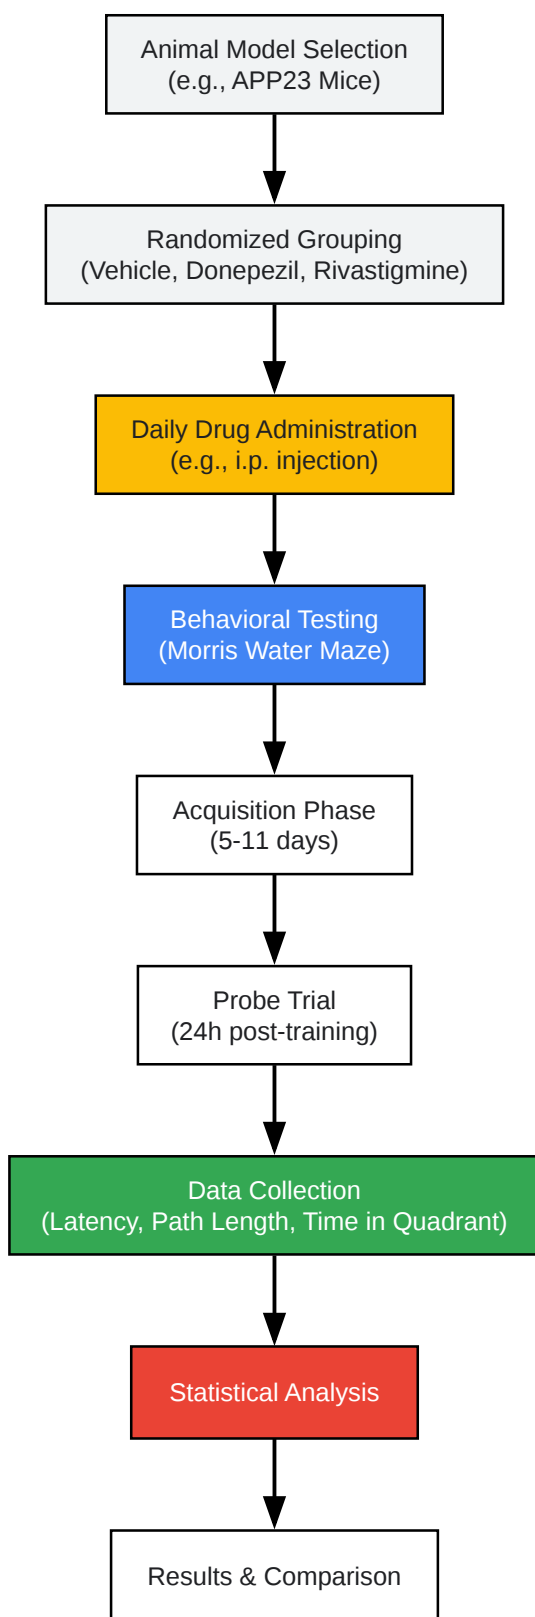 Animal Model Selection
(e.g., APP23 Mice)
Randomized Grouping
(Vehicle, Donepezil, Rivastigmine)
Daily Drug Administration
(e.g., i.p. injection)
Behavioral Testing
(Morris Water Maze)
Acquisition Phase
(5-11 days)
Probe Trial
(24h post-training)
Data Collection
(Latency, Path Length, Time in Quadrant)
Statistical Analysis
Results & Comparison